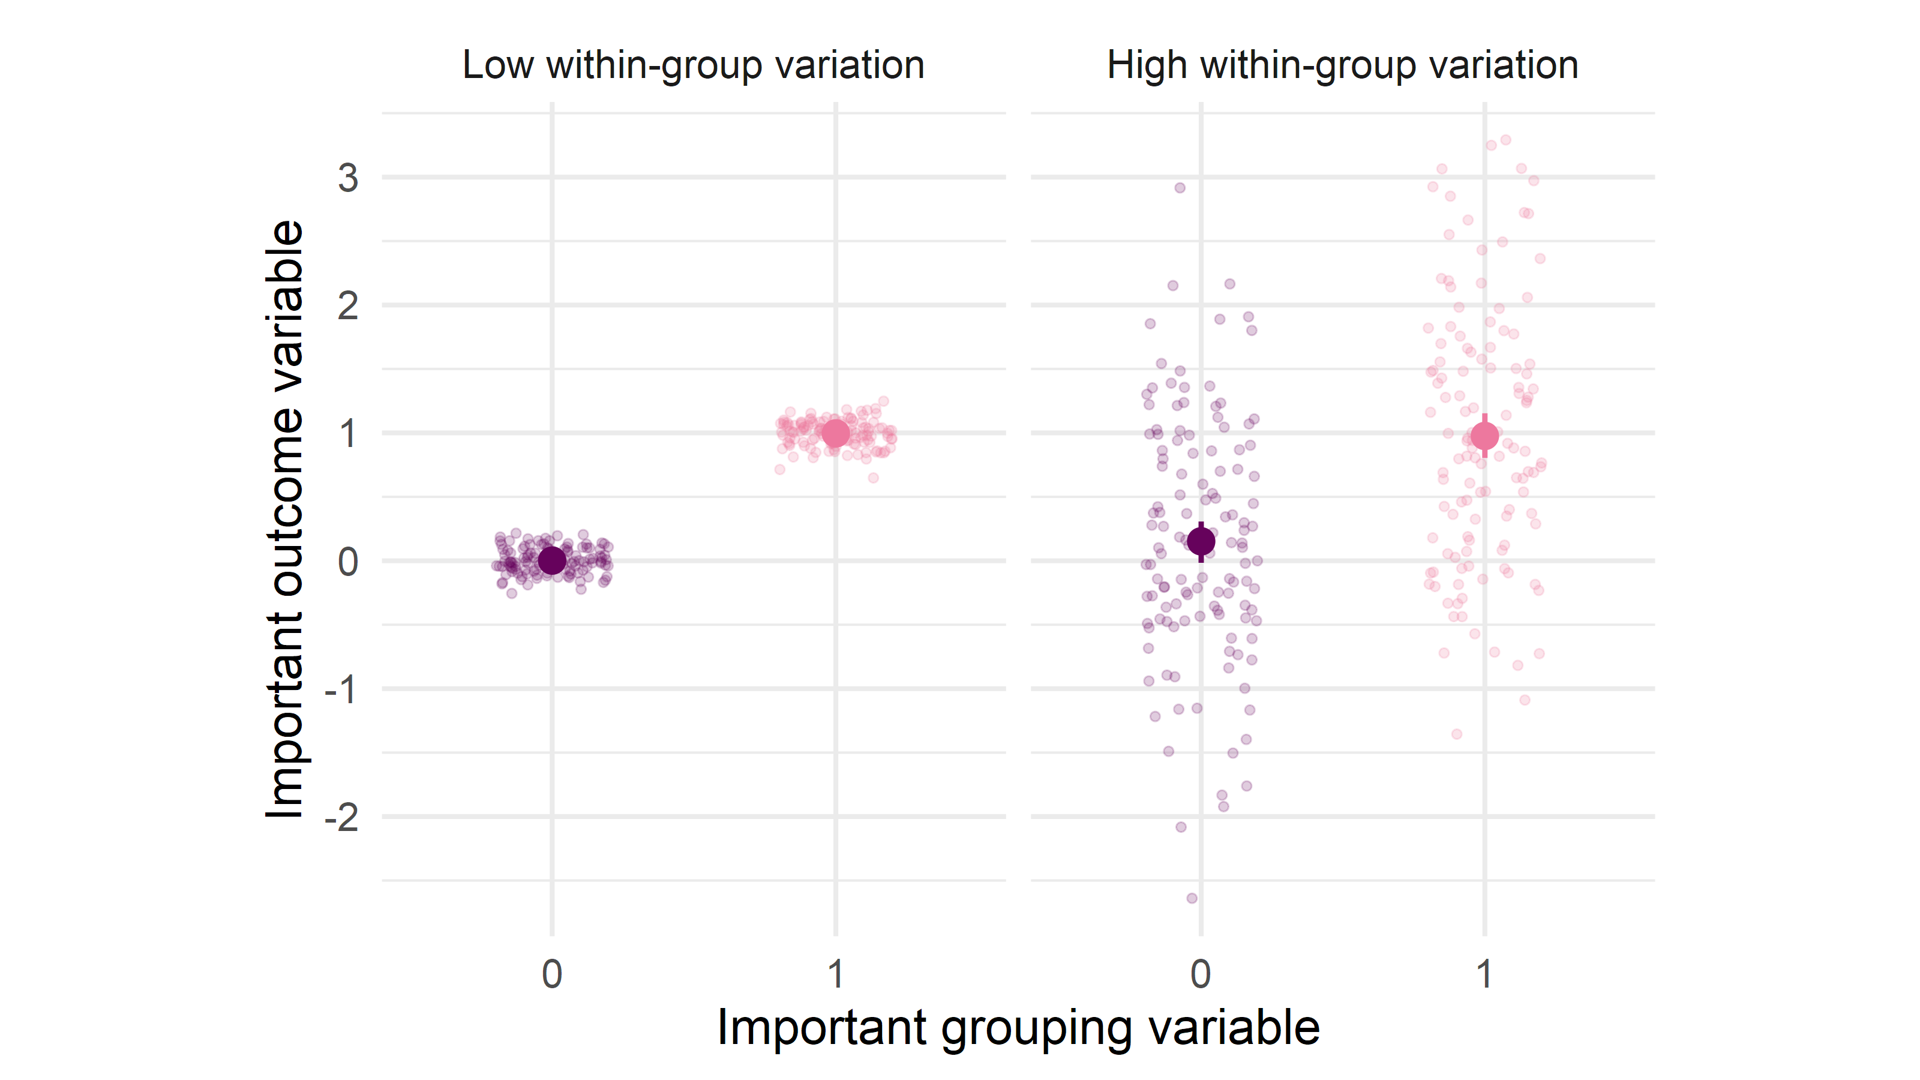 Low within-group variation
High within-group variation
Important outcome variable
3
2
1
0
-1
-2
0
1
0
1
Important grouping variable